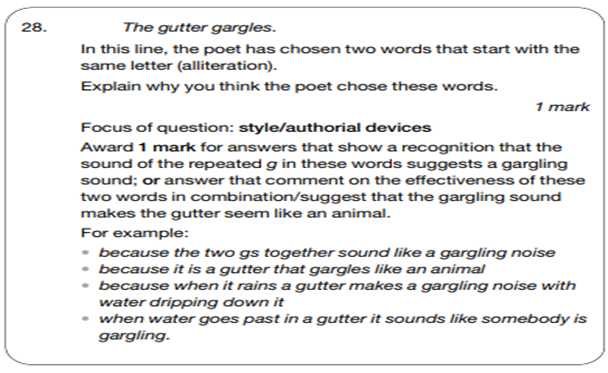 28. The gutter gargles.
In this line, the poet has chosen two words that start with the
same letter (alliteration).
Explain why you think the poet chose these words.
1 mark
Focus of question: style/authorial devices
Award 1 mark for answers that show a recognition that the
sound of the repeated g in these words suggests a gargling
sound; or answer that comment on the effectiveness of these
two words in combination/suggest that the gargling sound
makes the gutter seem like an animal.
For example:
• because the two gs together sound like a gargling noise
• because it is a gutter that gargles like an animal
• because when it rains a gutter makes a gargling noise with
water dripping down it
• when water goes past in a gutter it sounds like somebody is
gargling.